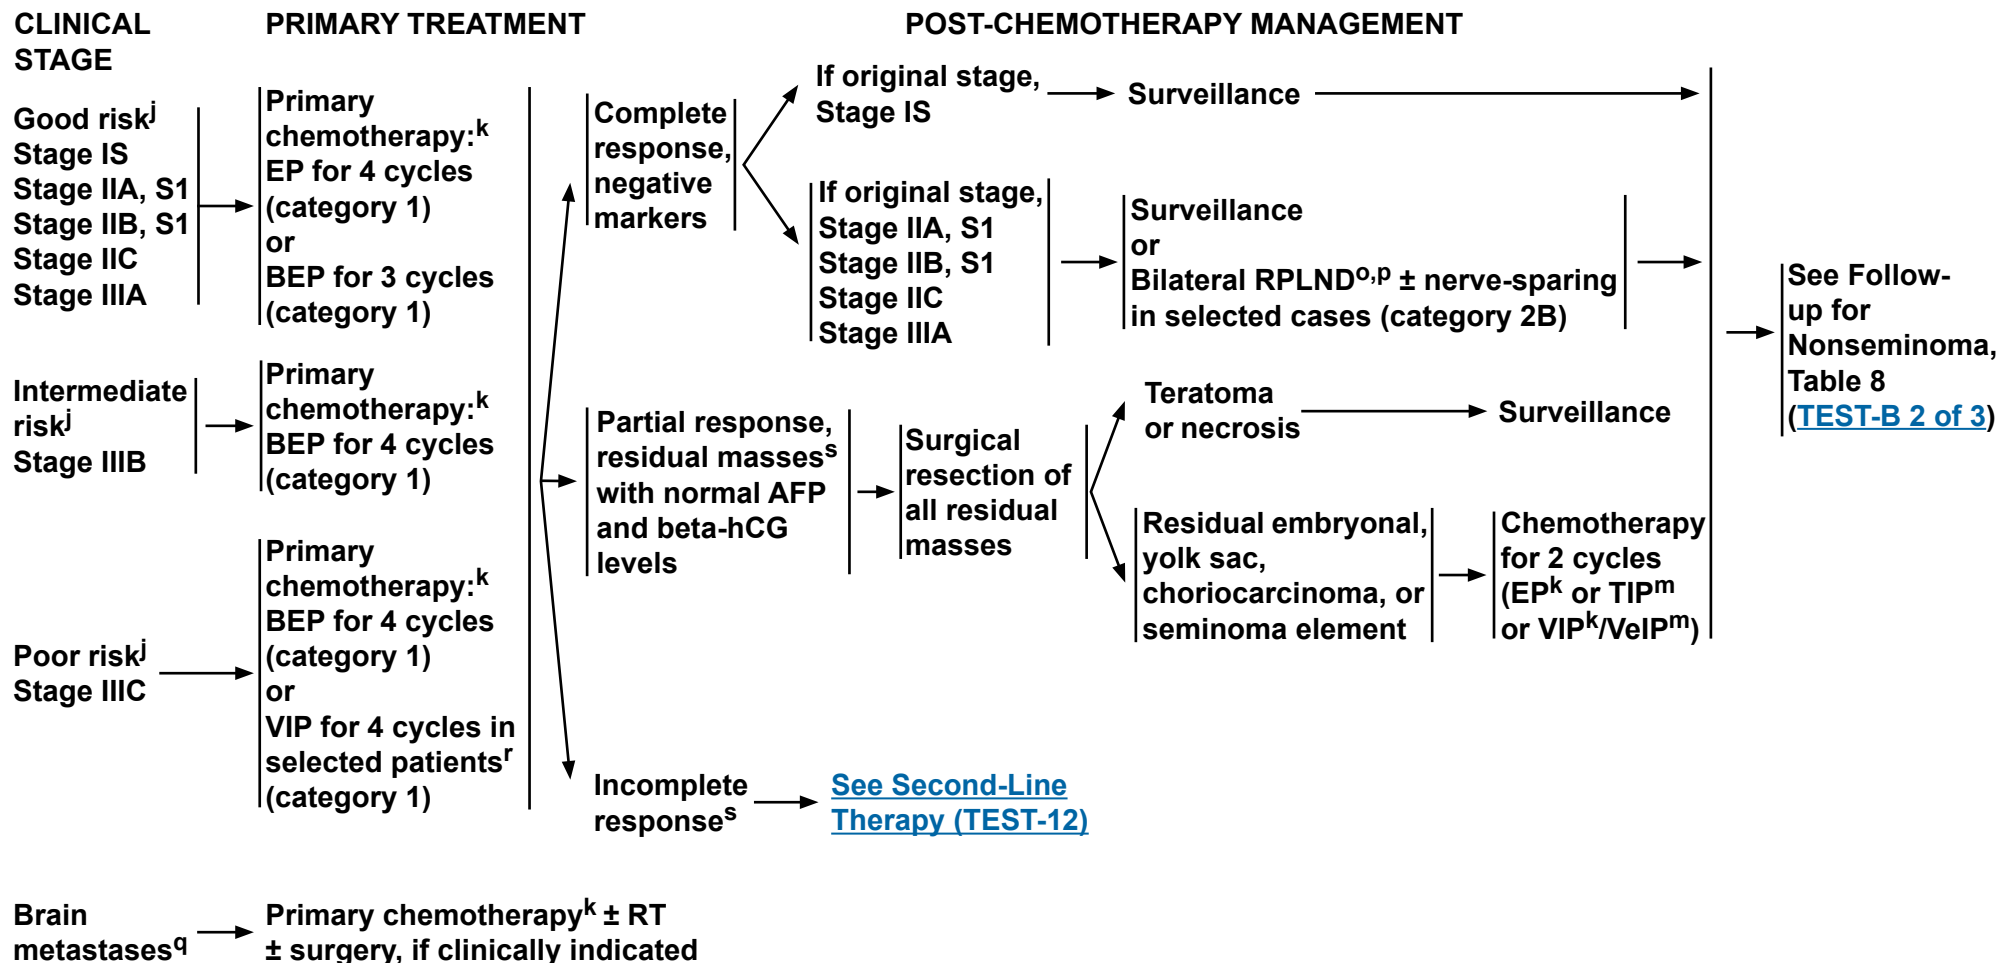 CLINICAL
STAGE
PRIMARY TREATMENT
POST-CHEMOTHERAPY MANAGEMENT
Good riskj
Stage IS
Stage IIA, S1
Stage IIB, S1
Stage IIC
Stage IIIA
Primary
chemotherapy:k
EP for 4 cycles
(category 1)
or
BEP for 3 cycles
(category 1)
Intermediate
riskj
Stage IIIB
Primary
chemotherapy:k
BEP for 4 cycles
(category 1)
Poor riskj
Stage IIIC
Primary
chemotherapy:k
BEP for 4 cycles
(category 1)
or
VIP for 4 cycles in
selected patientsr
(category 1)
Complete
response,
negative
markers
If original stage,
Stage IS
Surveillance
If original stage,
Stage IIA, S1
Stage IIB, S1
Stage IIC
Stage IIIA
Surveillance
or
Bilateral RPLNDo,p ± nerve-sparing
in selected cases (category 2B)
Partial response,
residual massess
with normal AFP
and beta-hCG
levels
Surgical
resection of
all residual
masses
Teratoma
or necrosis
Surveillance
Residual embryonal,
yolk sac,
choriocarcinoma, or
seminoma element
Chemotherapy
for 2 cycles
(EPk or TIPm
or VIPk/VeIPm)
See Follow-
up for
Nonseminoma,
Table 8
(TEST-B 2 of 3)
Incomplete
responses
See Second-Line
Therapy (TEST-12)
Brain
metastasesq
Primary chemotherapyk ± RT
± surgery, if clinically indicated